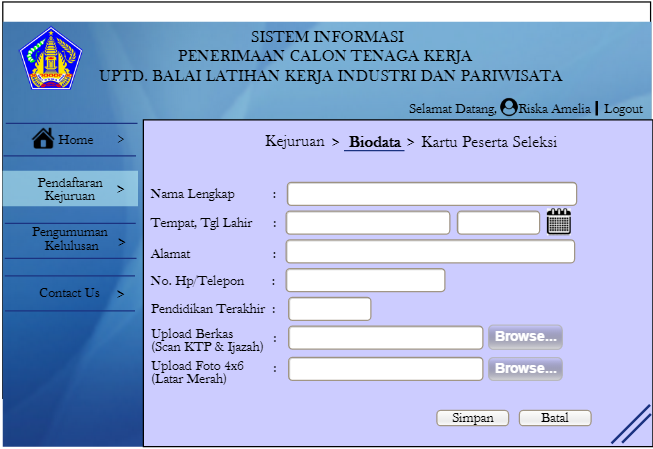 SISTEM INFORMASI
PENERIMAAN CALON TENAGA KERJA
UPTD. BALAI LATIHAN KERJA INDUSTRI DAN PARIWISATA
Selamat Datang, Riska Amelia | Logout
Home >
Pendaftaran
Kejuruan >
Pengumuman
Kelulusan >
Contact Us >
Kejuruan > Biodata > Kartu Peserta Seleksi
Nama Lengkap :
Tempat, Tgl Lahir :
Alamat :
No. Hp/Telepon :
Pendidikan Terakhir :
Upload Berkas
(Scan KTP & Ijazah) : Browse...
Upload Foto 4x6
(Latar Merah) : Browse...
Simpan Batal